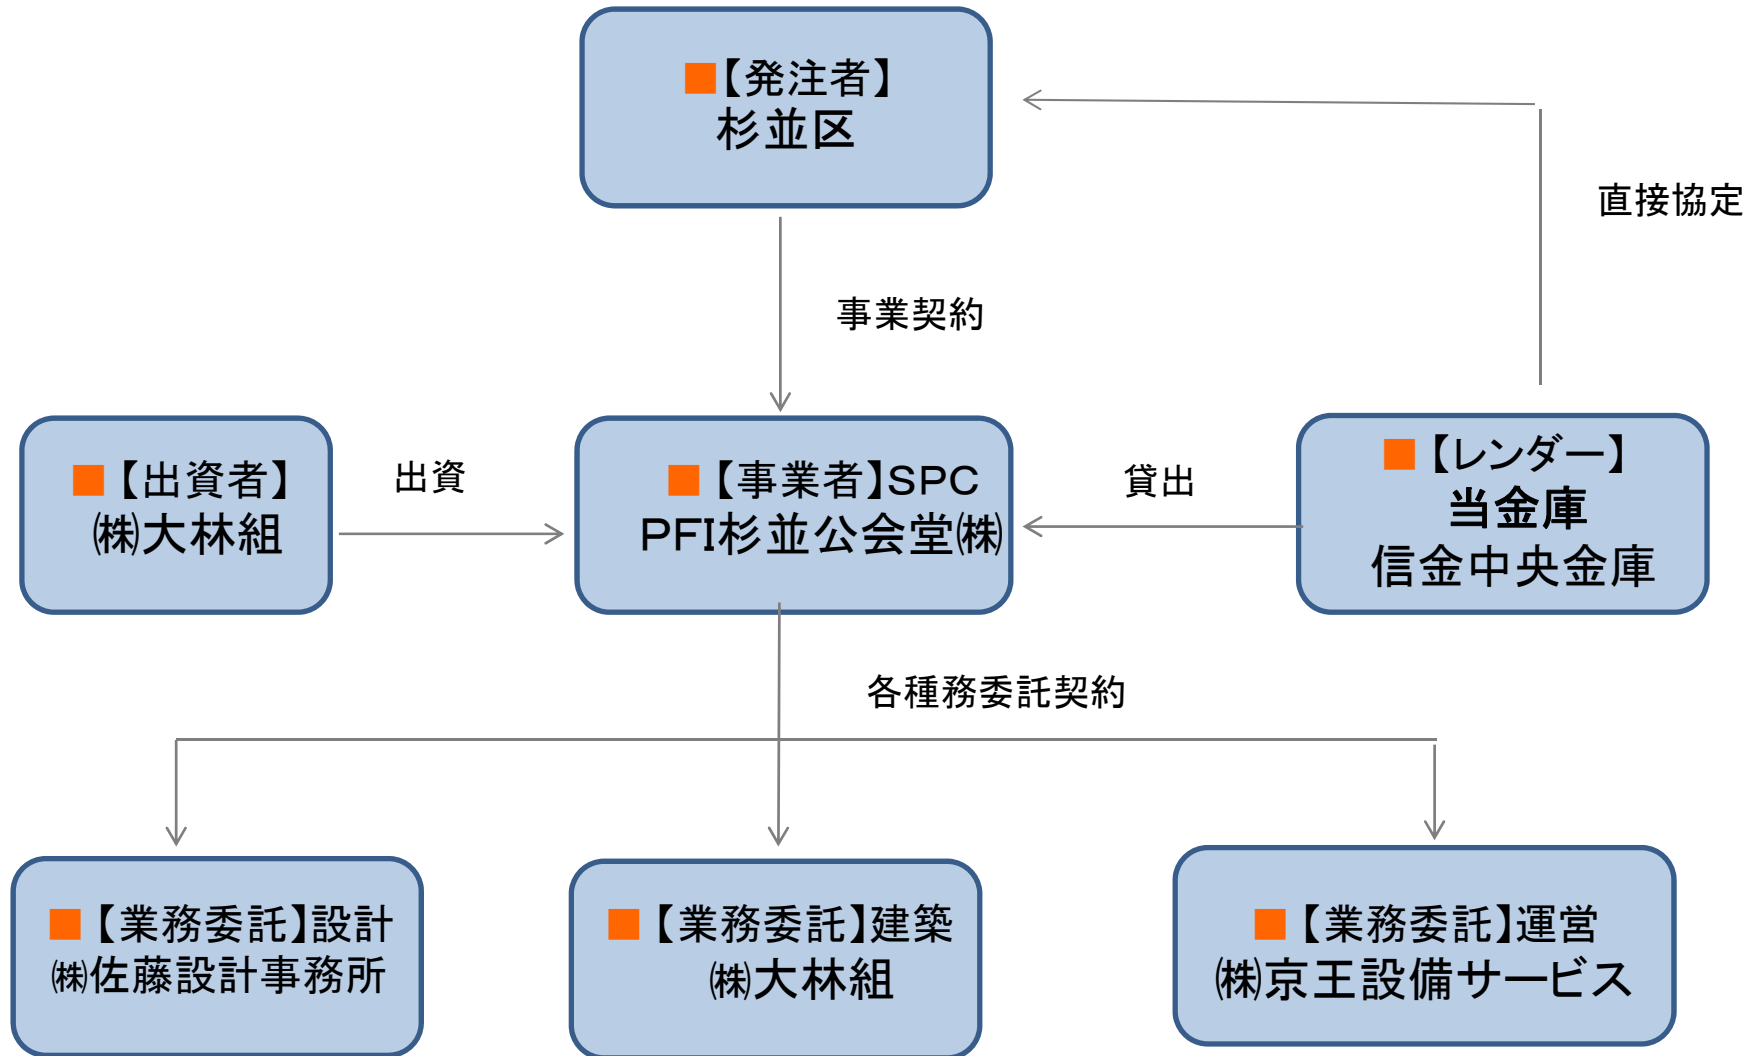 ■【発注者】
杉並区
直接協定
事業契約
■【出資者】
㈱大林組
出資
■【事業者】SPC
PFI杉並公会堂㈱
貸出
■【レンダー】
当金庫
信金中央金庫
各種務委託契約
■【業務委託】設計
㈱佐藤設計事務所
■【業務委託】建築
㈱大林組
■【業務委託】運営
㈱京王設備サービス